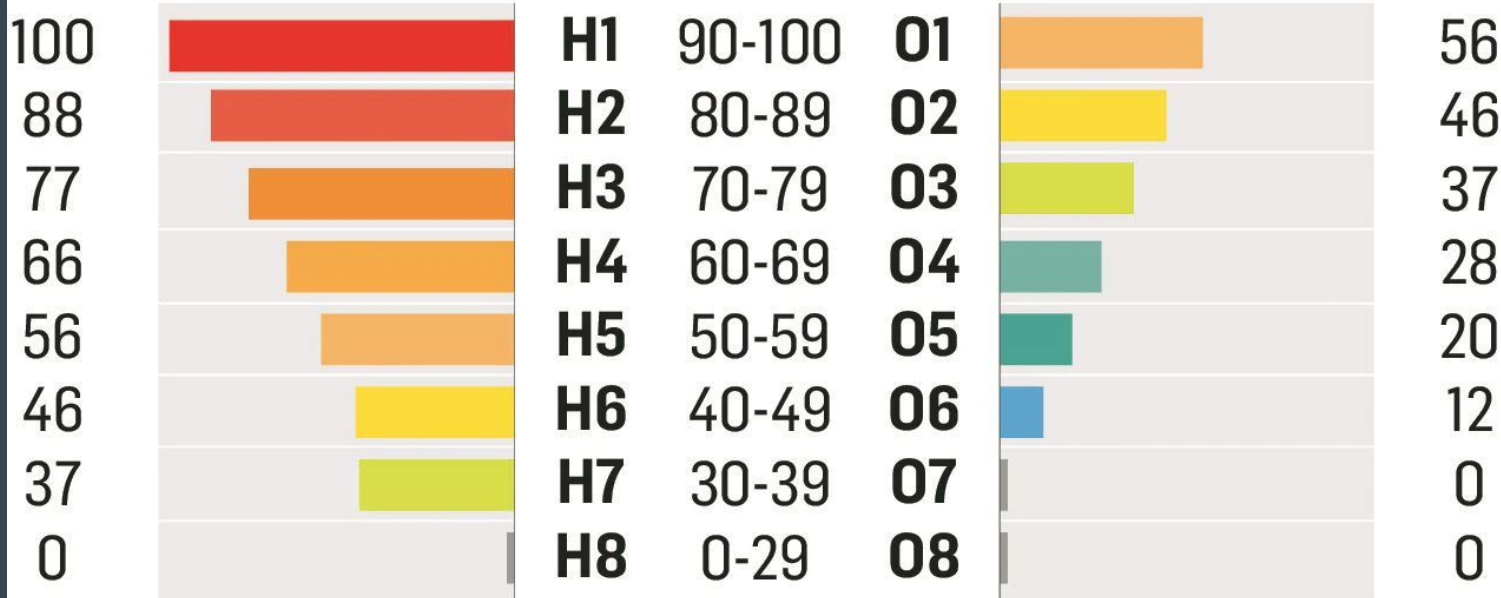 100 H1 90-100 O1 56
88 H2 80-89 O2 46
77 H3 70-79 O3 37
66 H4 60-69 O4 28
56 H5 50-59 O5 20
46 H6 40-49 O6 12
37 H7 30-39 O7 0
0 H8 0-29 O8 0